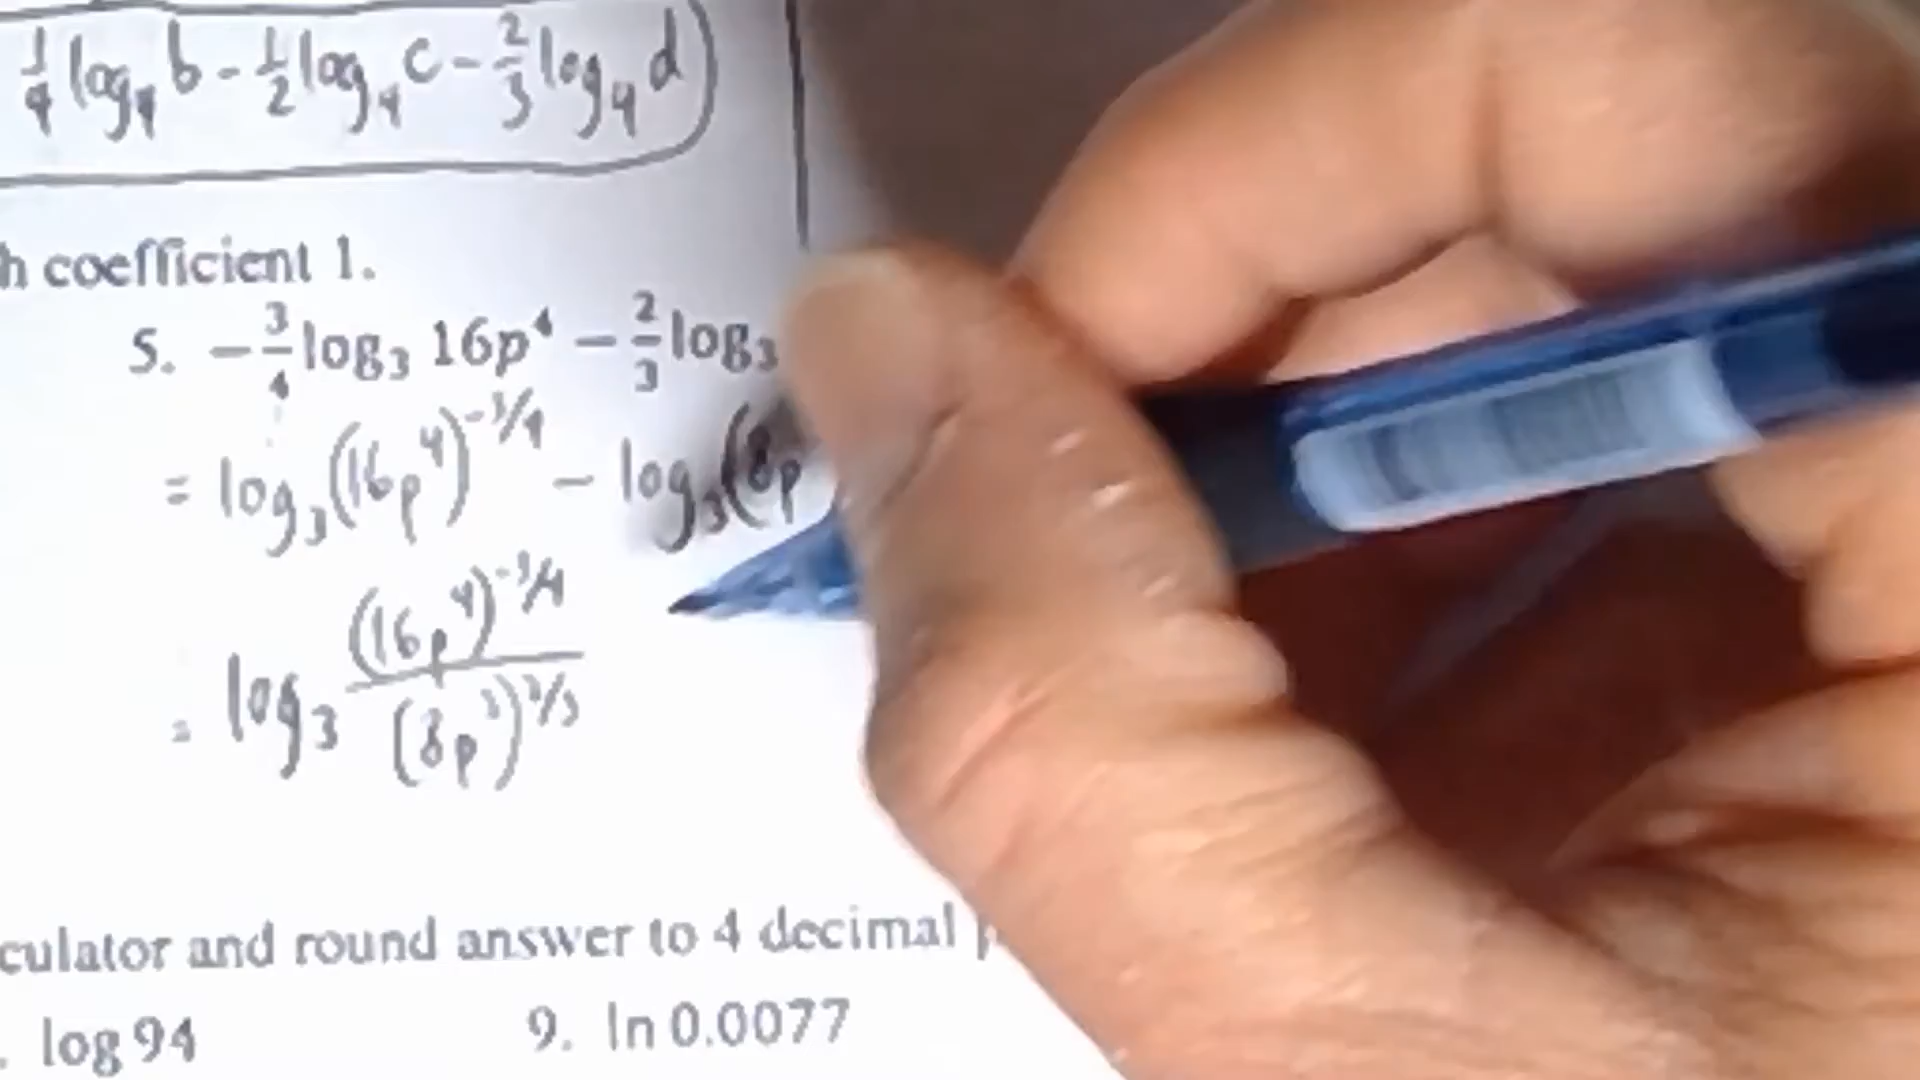 1/4 log₄ b - 1/2 log₄ c - 2/3 log₄ d
h coefficient 1.
5. −3/4 log₃ 16p⁴ − 2/3 log₃
= log₃(16p⁴)^-3/4 - log₃(8p
= log₃ (16p⁴)^-3/4 / (8p³)^2/3
culator and round answer to 4 decimal
. log 94 9. ln 0.0077